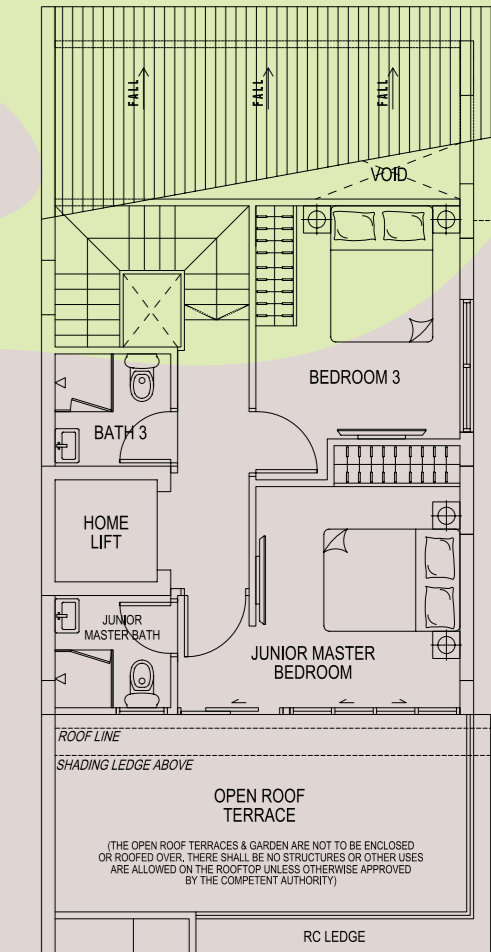 FALL
FALL
FALL
VOID
BEDROOM 3
BATH 3
HOME
LIFT
JUNIOR
MASTER BATH
JUNIOR MASTER
BEDROOM
ROOF LINE
SHADING LEDGE ABOVE
OPEN ROOF
TERRACE
(THE OPEN ROOF TERRACES & GARDEN ARE NOT TO BE ENCLOSED
OR ROOFED OVER, THERE SHALL BE NO STRUCTURES OR OTHER USES
ARE ALLOWED ON THE ROOFTOP UNLESS OTHERWISE APPROVED
BY THE COMPETENT AUTHORITY)
RC LEDGE